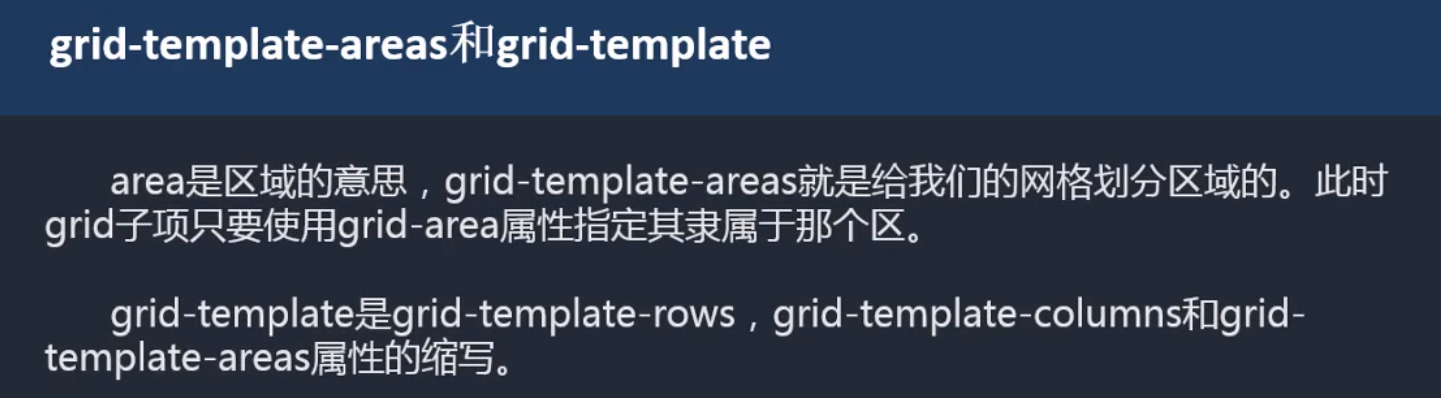 grid-template-areas和grid-template
area是区域的意思，grid-template-areas就是给我们的网格划分区域的。此时
grid子项只要使用grid-area属性指定其隶属于那个区。
grid-template是grid-template-rows，grid-template-columns和grid-
template-areas属性的缩写。